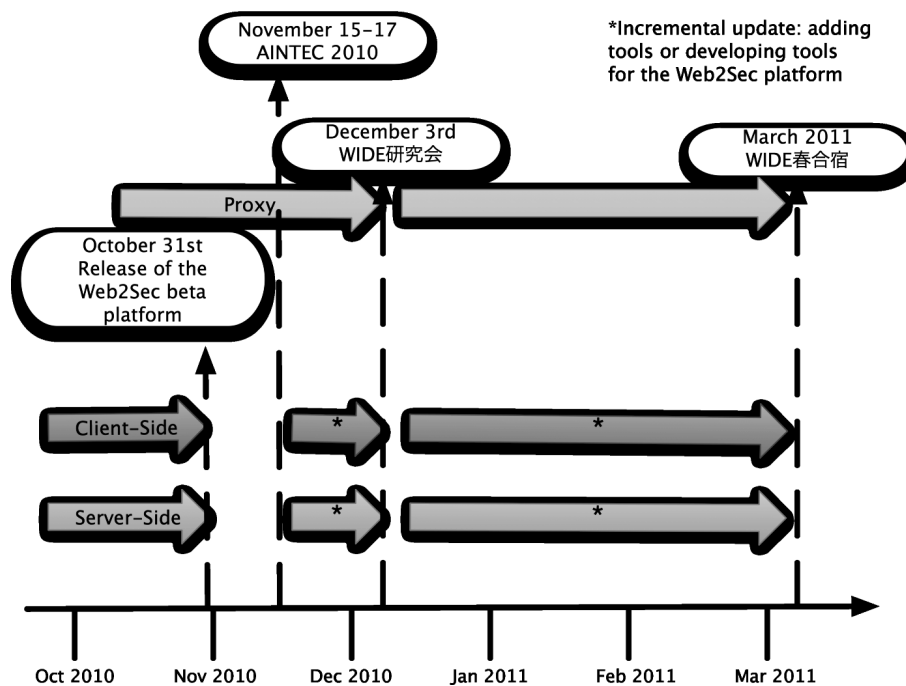 November 15-17
AINTEC 2010
*Incremental update: adding
tools or developing tools
for the Web2Sec platform
December 3rd
WIDE研究会
March 2011
WIDE春合宿
Proxy
October 31st
Release of the
Web2Sec beta
platform
Client-Side
*
*
Server-Side
*
*
Oct 2010
Nov 2010
Dec 2010
Jan 2011
Feb 2011
Mar 2011